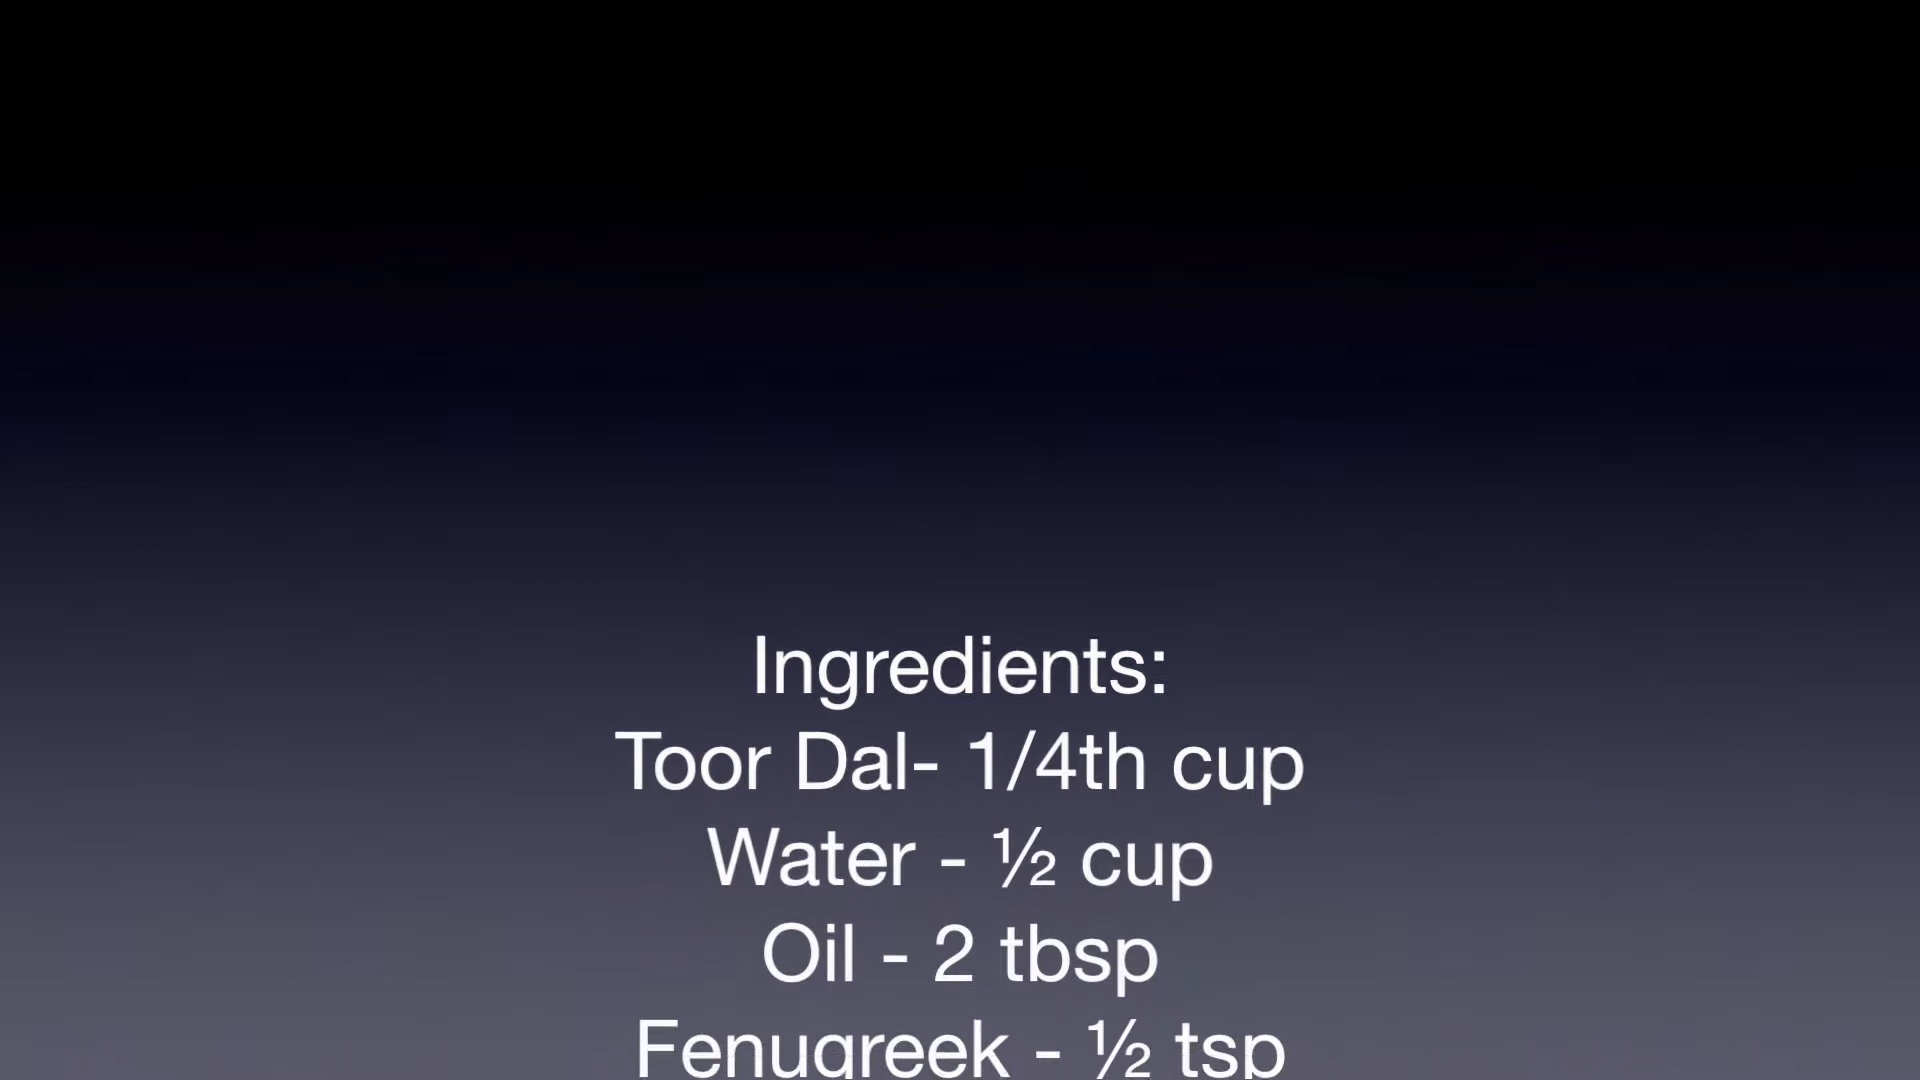 Ingredients:
Toor Dal- 1/4th cup
Water - ½ cup
Oil - 2 tbsp
Fenugreek - ½ tsp